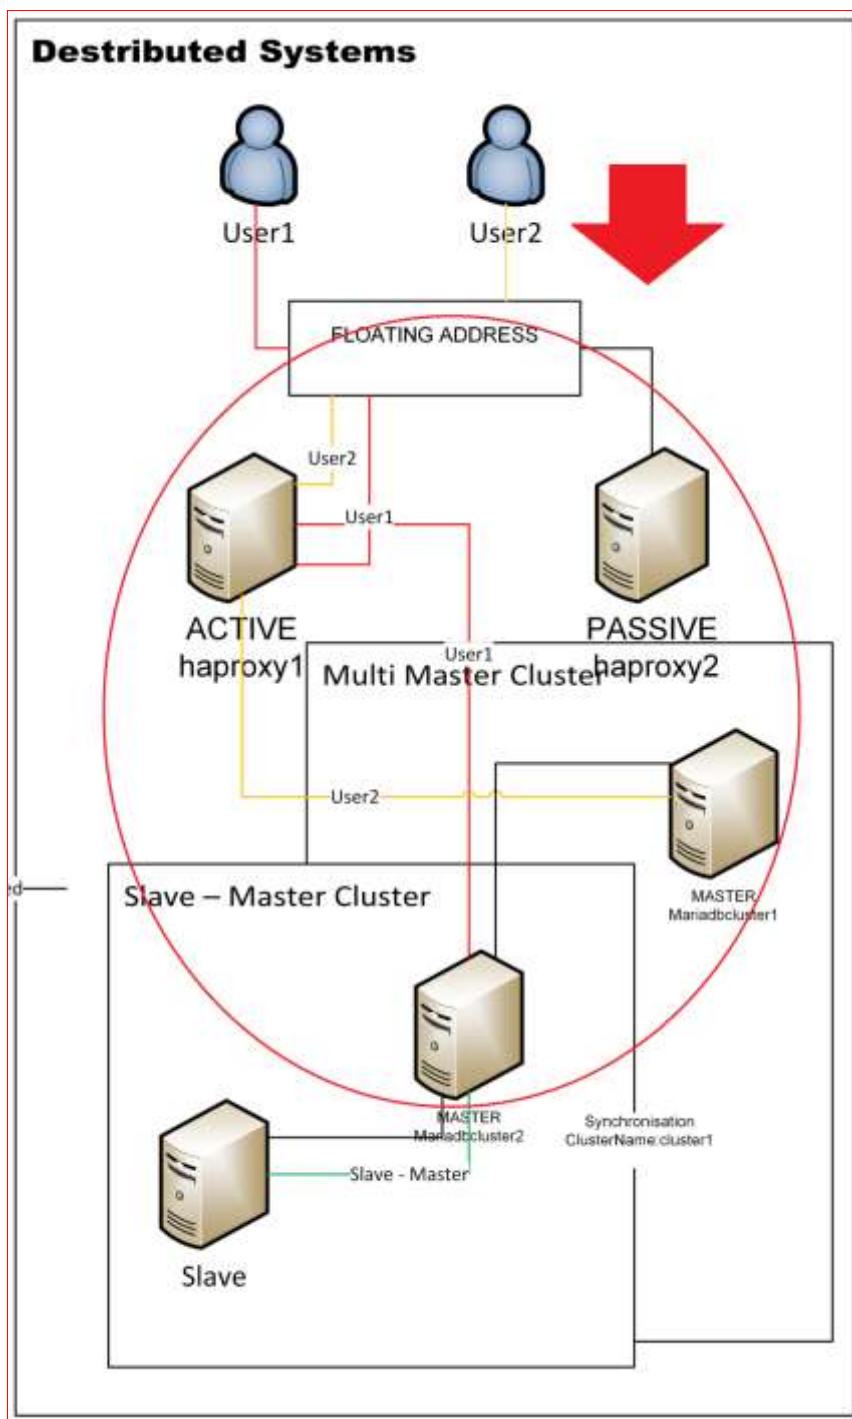 Destributed Systems
User1
User2
FLOATING ADDRESS
User2
User1
ACTIVE
haproxy1
PASSIVE
haproxy2
User1
Multi Master Cluster
User2
MASTER
Mariadbcluster1
ed
Slave – Master Cluster
MASTER
Mariadbcluster2
Synchronisation
ClusterName:cluster1
Slave - Master
Slave